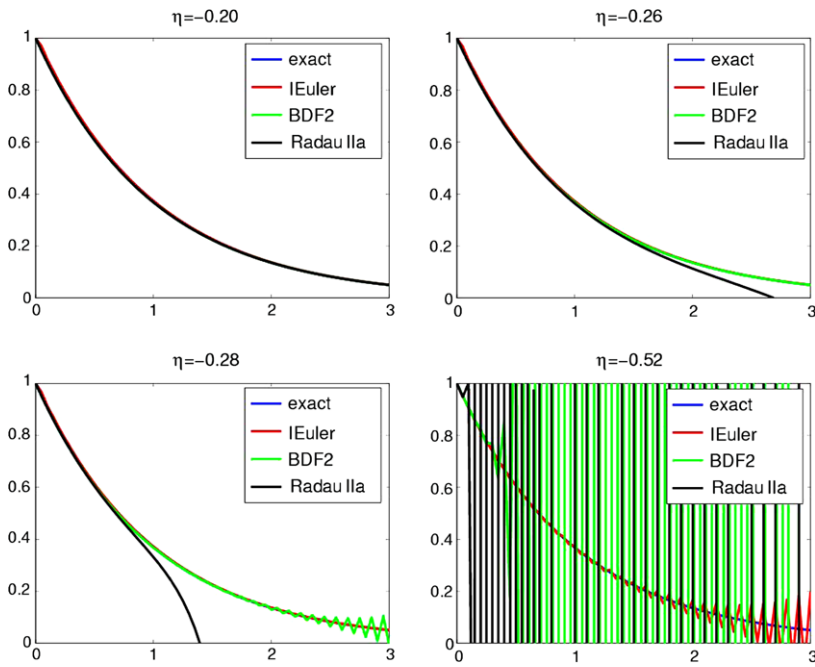 η=−0.20
1
0.8
0.6
0.4
0.2
0
0
1
2
3
exact
IEuler
BDF2
Radau IIa
η=−0.26
1
0.8
0.6
0.4
0.2
0
0
1
2
3
exact
IEuler
BDF2
Radau IIa
η=−0.28
1
0.8
0.6
0.4
0.2
0
0
1
2
3
exact
IEuler
BDF2
Radau IIa
η=−0.52
1
0.8
0.6
0.4
0.2
0
0
1
2
3
exact
IEuler
BDF2
Radau IIa